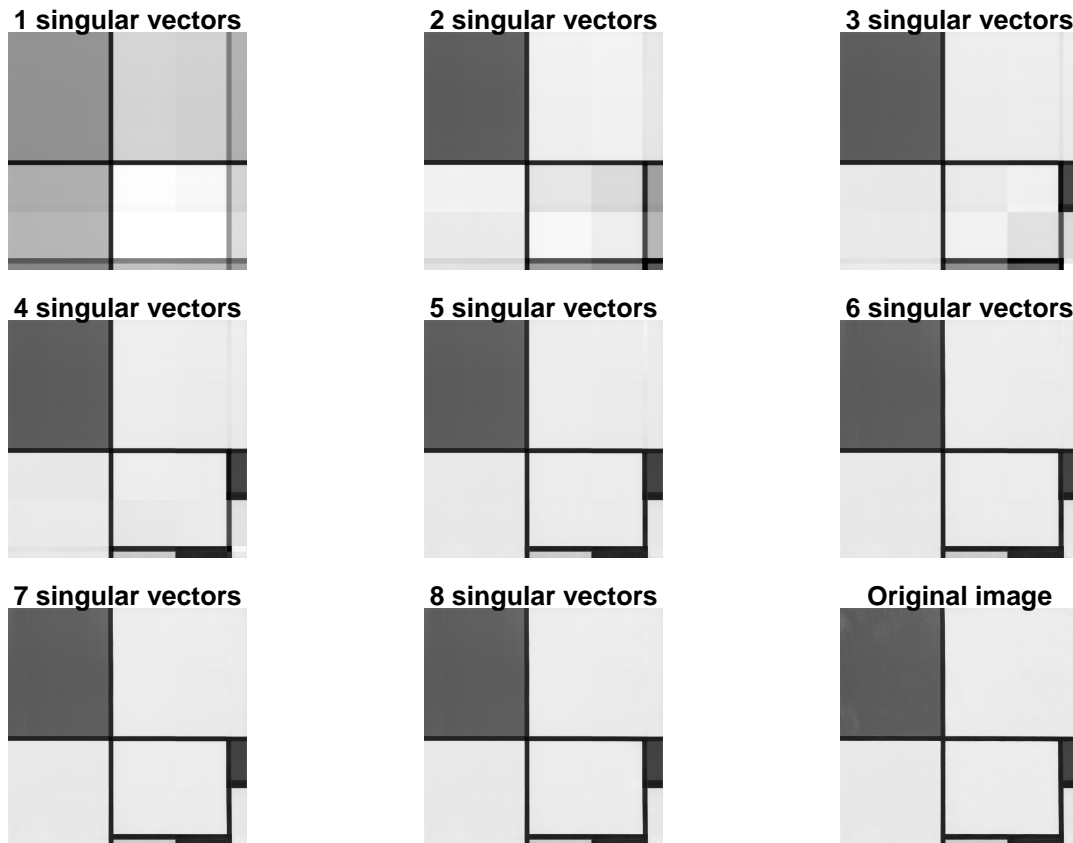 1 singular vectors
2 singular vectors
3 singular vectors
4 singular vectors
5 singular vectors
6 singular vectors
7 singular vectors
8 singular vectors
Original image